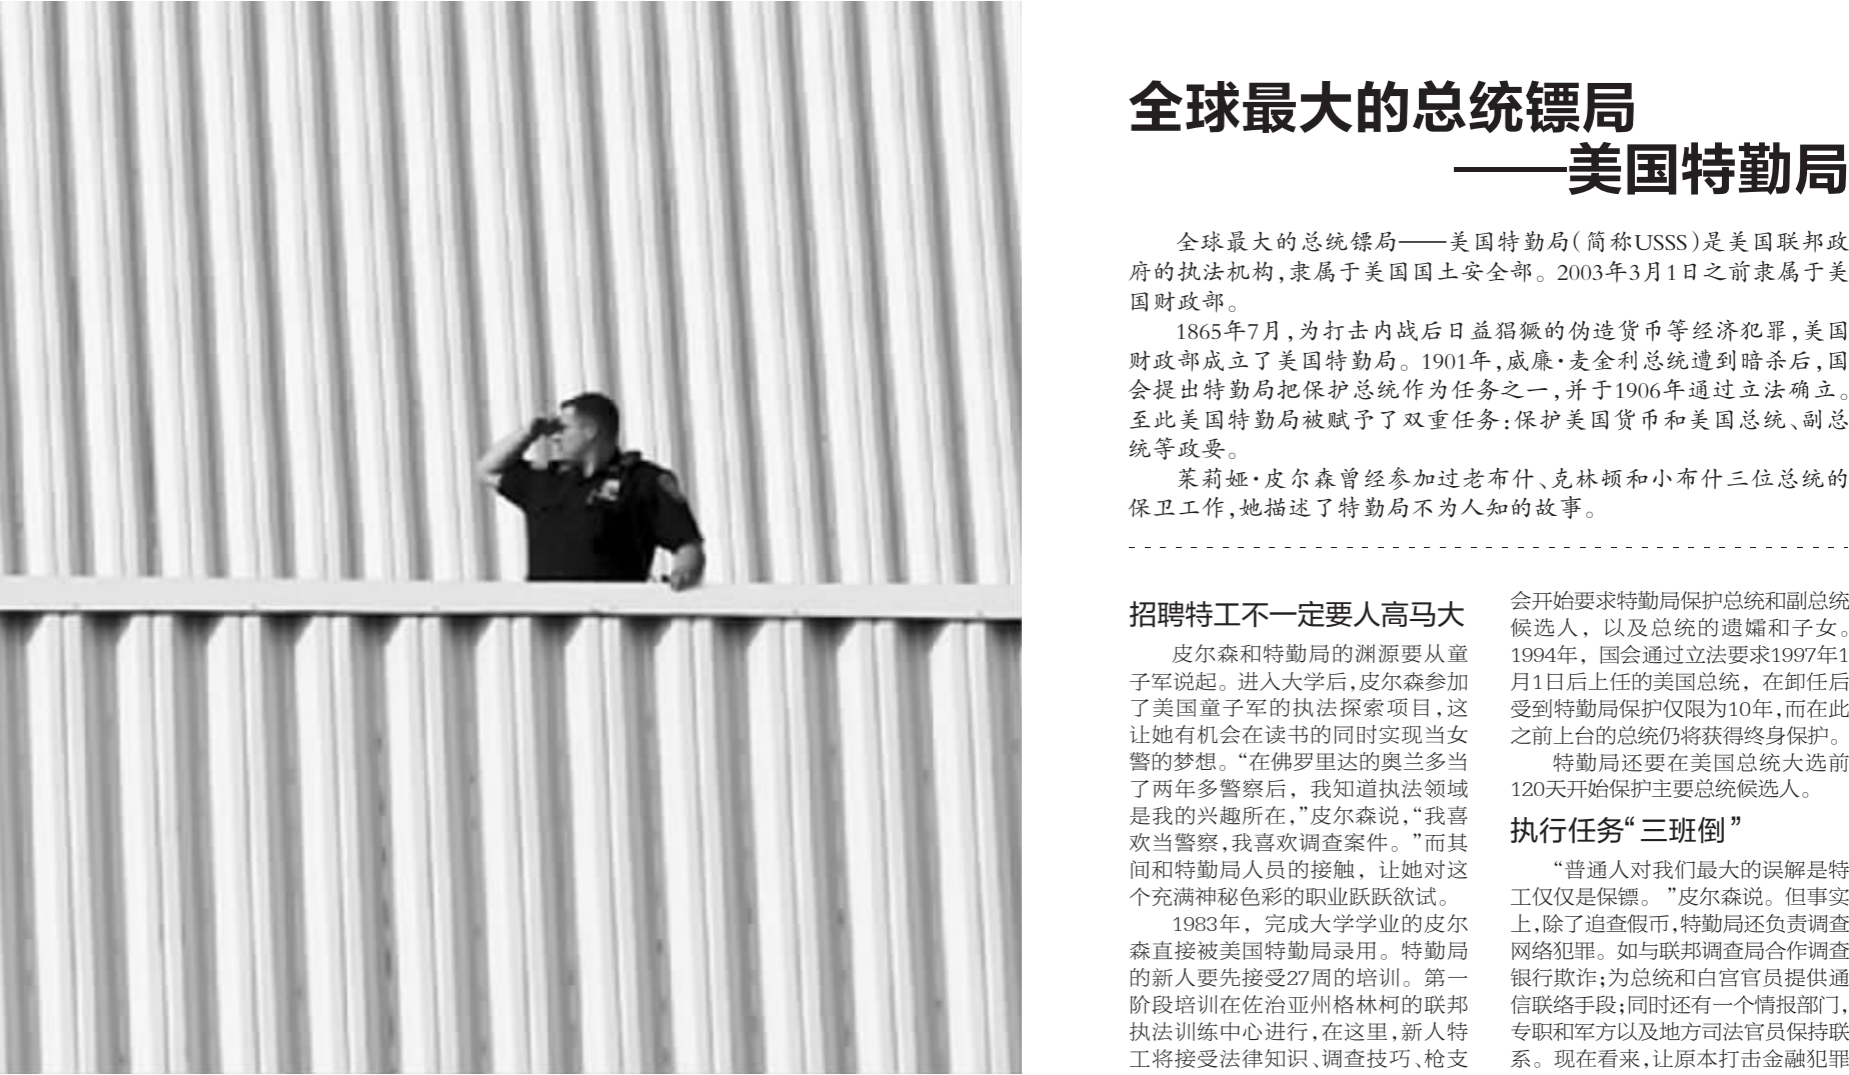 全球最大的总统镖局
——美国特勤局
全球最大的总统镖局——美国特勤局(简称USSS)是美国联邦政
府的执法机构,隶属于美国国土安全部。2003年3月1日之前隶属于美
国财政部。
1865年7月,为打击内战后日益猖獗的伪造货币等经济犯罪,美国
财政部成立了美国特勤局。1901年,威廉·麦金利总统遭到暗杀后,国
会提出特勤局把保护总统作为任务之一,并于1906年通过立法确立。
至此美国特勤局被赋予了双重任务:保护美国货币和美国总统、副总
统等政要。
茱莉娅·皮尔森曾经参加过老布什、克林顿和小布什三位总统的
保卫工作,她描述了特勤局不为人知的故事。
招聘特工不一定要人高马大
皮尔森和特勤局的渊源要从童
子军说起。进入大学后,皮尔森参加
了美国童子军的执法探索项目,这
让她有机会在读书的同时实现当女
警的梦想。“在佛罗里达的奥兰多当
了两年多警察后，我知道执法领域
是我的兴趣所在,”皮尔森说,“我喜
欢当警察,我喜欢调查案件。”而其
间和特勤局人员的接触，让她对这
个充满神秘色彩的职业跃跃欲试。
1983年，完成大学学业的皮尔
森直接被美国特勤局录用。特勤局
的新人要先接受27周的培训。第一
阶段培训在佐治亚州格林柯的联邦
执法训练中心进行,在这里,新人特
工将接受法律知识、调查技巧、枪支
会开始要求特勤局保护总统和副总统
候选人，以及总统的遗孀和子女。
1994年，国会通过立法要求1997年1
月1日后上任的美国总统，在卸任后
受到特勤局保护仅限为10年,而在此
之前上台的总统仍将获得终身保护。
特勤局还要在美国总统大选前
120天开始保护主要总统候选人。
执行任务“三班倒”
“普通人对我们最大的误解是特
工仅仅是保镖。”皮尔森说。但事实
上,除了追查假币,特勤局还负责调查
网络犯罪。如与联邦调查局合作调查
银行欺诈;为总统和白宫官员提供通
信联络手段;同时还有一个情报部门,
专职和军方以及地方司法官员保持联
系。现在看来,让原本打击金融犯罪